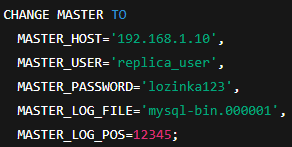 CHANGE MASTER TO
  MASTER_HOST='192.168.1.10',
  MASTER_USER='replica_user',
  MASTER_PASSWORD='lozinka123',
  MASTER_LOG_FILE='mysql-bin.000001',
  MASTER_LOG_POS=12345;